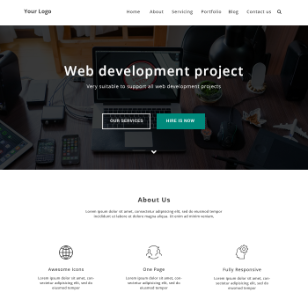 Your Logo
Home About Servicing Portfolio Blog Contact us
Web development project
Very suitable to support all web development projects
OUR SERVICES HIRE IS NOW
About Us
Lorem ipsum dolor sit amet, consectetur adipiscing elit, sed do eiusmod tempor
incididunt ut labore et dolore magna aliqua. Ut enim ad minim veniam.
Awesome Icons One Page Fully Responsive
Lorem ipsum dolor sit amet, con- Lorem ipsum dolor sit amet, con- Lorem ipsum dolor sit amet, con-
sectetur adipiscing elit, sed do sectetur adipiscing elit, sed do sectetur adipiscing elit, sed do
eiusmod tempor eiusmod tempor eiusmod tempor